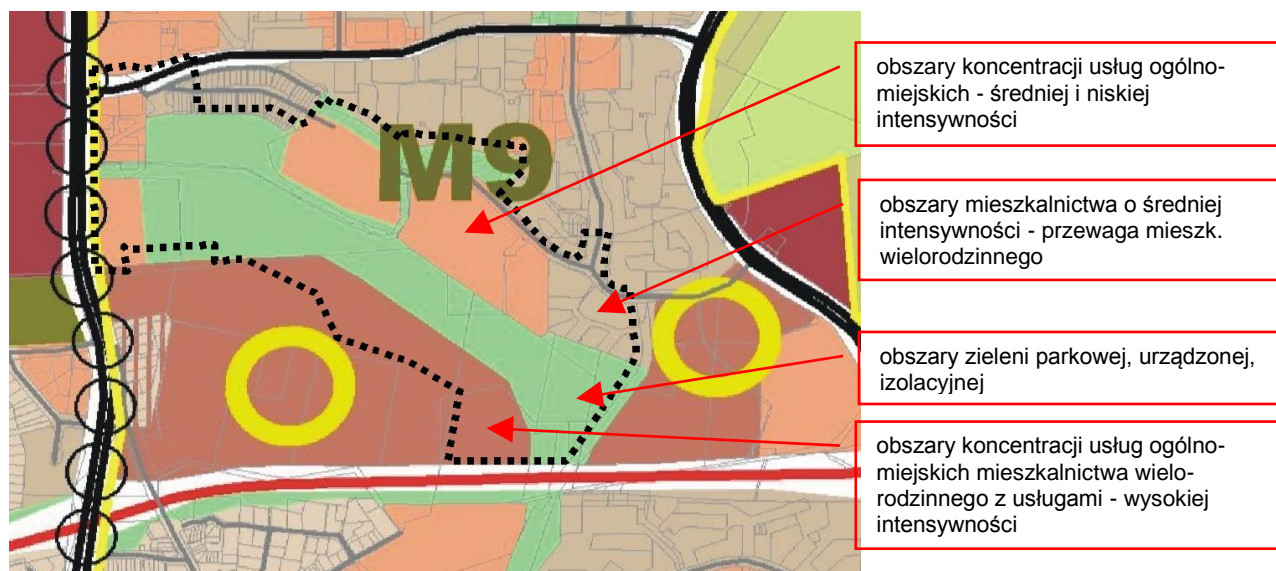 M9
obszary koncentracji usług ogólno-
miejskich - średniej i niskiej
intensywności
obszary mieszkalnictwa o średniej
intensywności - przewaga mieszk.
wielorodzinnego
obszary zieleni parkowej, urządzonej,
izolacyjnej
obszary koncentracji usług ogólno-
miejskich mieszkalnictwa wielo-
rodzinnego z usługami - wysokiej
intensywności